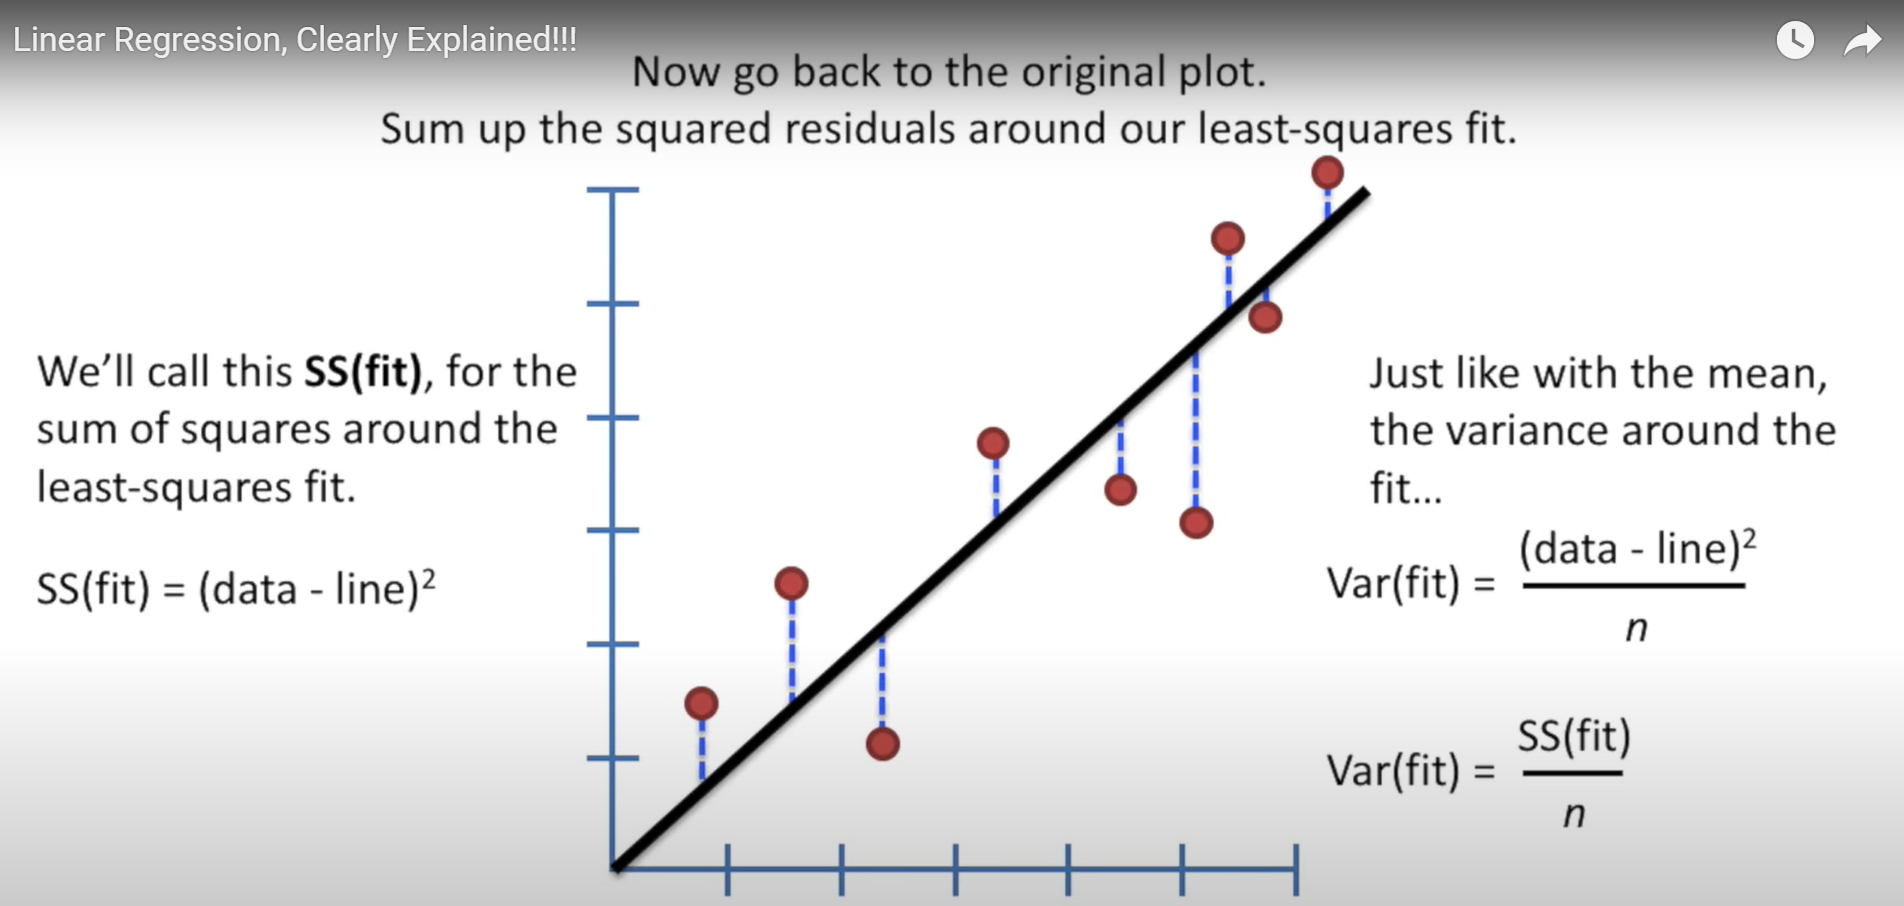 Linear Regression, Clearly Explained!!!
Now go back to the original plot.
Sum up the squared residuals around our least-squares fit.
We'll call this SS(fit), for the
sum of squares around the
least-squares fit.
SS(fit) = (data - line)²
Just like with the mean,
the variance around the
fit...
(data - line)²
Var(fit) =
n
SS(fit)
Var(fit) =
n